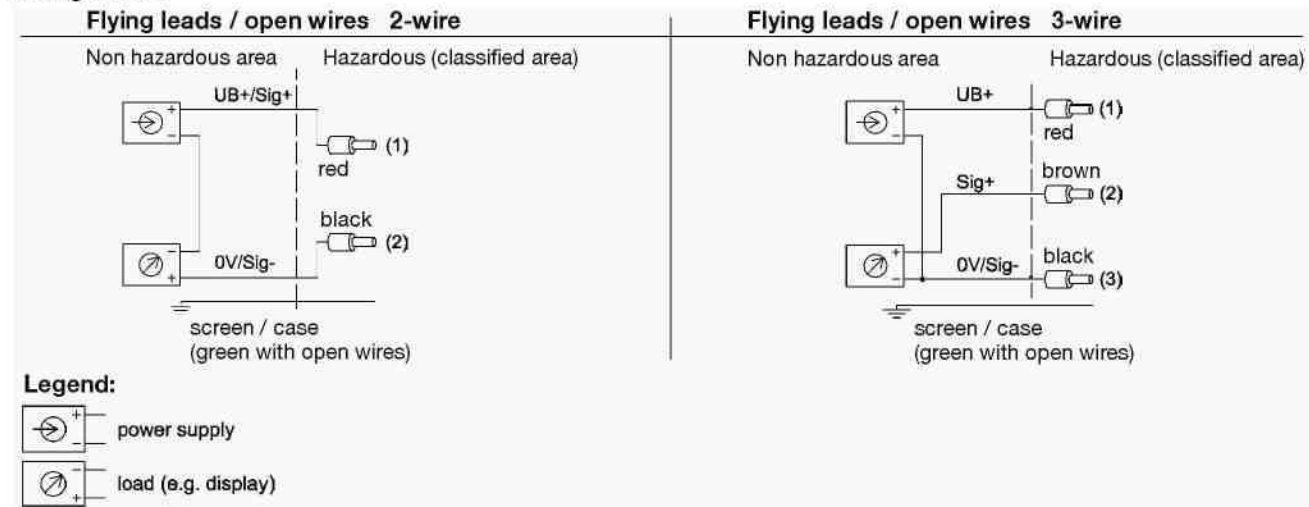 Flying leads / open wires 2-wire
Non hazardous area Hazardous (classified area)
UB+/Sig+
+
-
(1)
red
black
(2)
-
+
0V/Sig-
screen / case
(green with open wires)
Flying leads / open wires 3-wire
Non hazardous area Hazardous (classified area)
UB+
+
-
(1)
red
brown
Sig+
(2)
+
-
0V/Sig-
black
(3)
screen / case
(green with open wires)
Legend:
+
-
power supply
-
+
load (e.g. display)